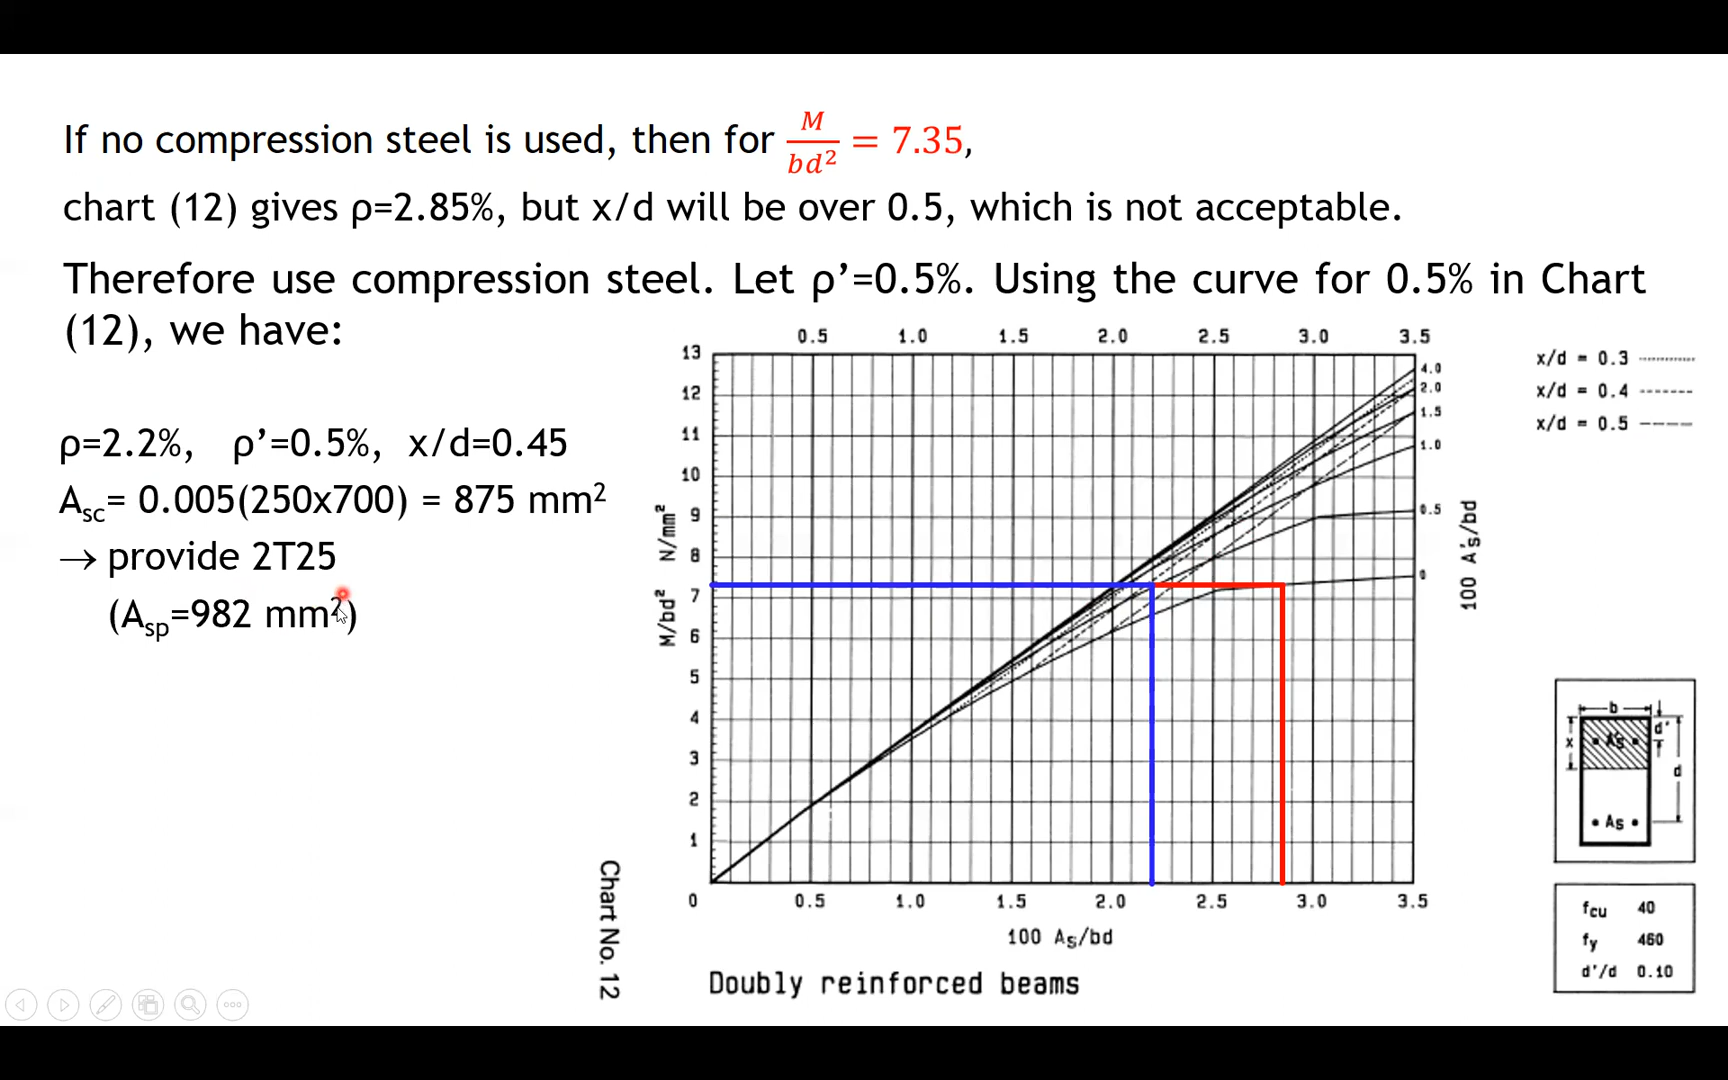 If no compression steel is used, then for M/bd² = 7.35,
chart (12) gives ρ=2.85%, but x/d will be over 0.5, which is not acceptable.
Therefore use compression steel. Let ρ’=0.5%. Using the curve for 0.5% in Chart
(12), we have:
ρ=2.2%, ρ’=0.5%, x/d=0.45
Asc= 0.005(250x700) = 875 mm²
→ provide 2T25
(Asp=982 mm²)
0.5 1.0 1.5 2.0 2.5 3.0 3.5
13
12
11
10
9
8
7
6
5
4
3
2
1
0
M/bd² N/mm²
4.0
2.0
1.5
1.0
0.5
0
100 A's/bd
0.5 1.0 1.5 2.0 2.5 3.0 3.5
100 As/bd
Chart No. 12
Doubly reinforced beams
x/d = 0.3
x/d = 0.4
x/d = 0.5
b
d'
x
A's
d
As
fcu 40
fy 460
d'/d 0.10